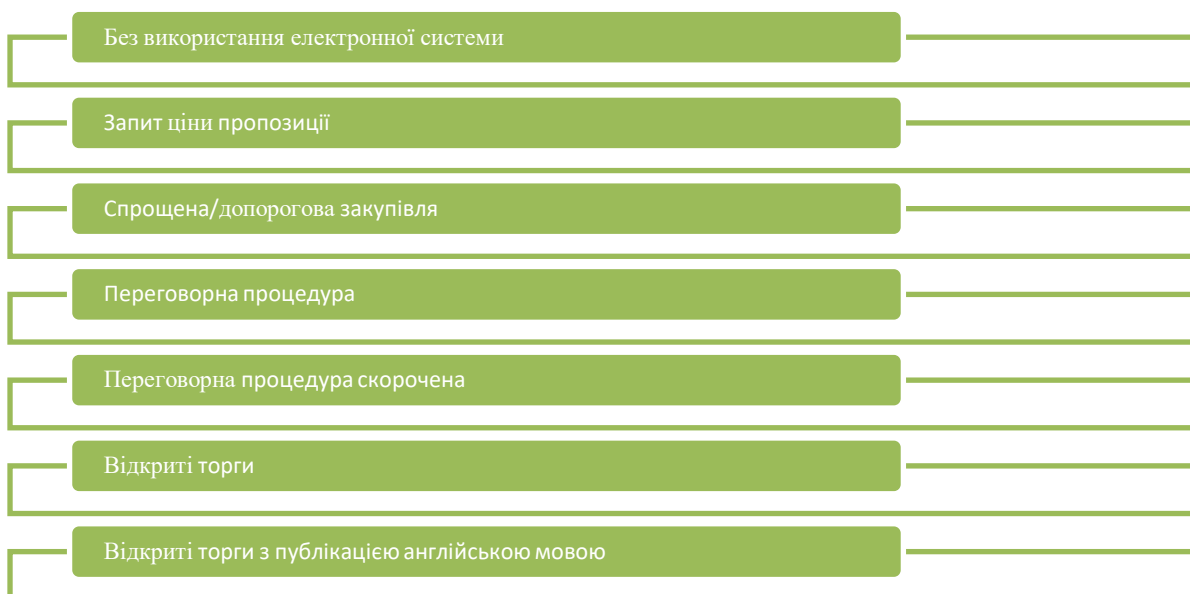 Без використання електронної системи
Запит ціни пропозиції
Спрощена/допорогова закупівля
Переговорна процедура
Переговорна процедура скорочена
Відкриті торги
Відкриті торги з публікацією англійською мовою